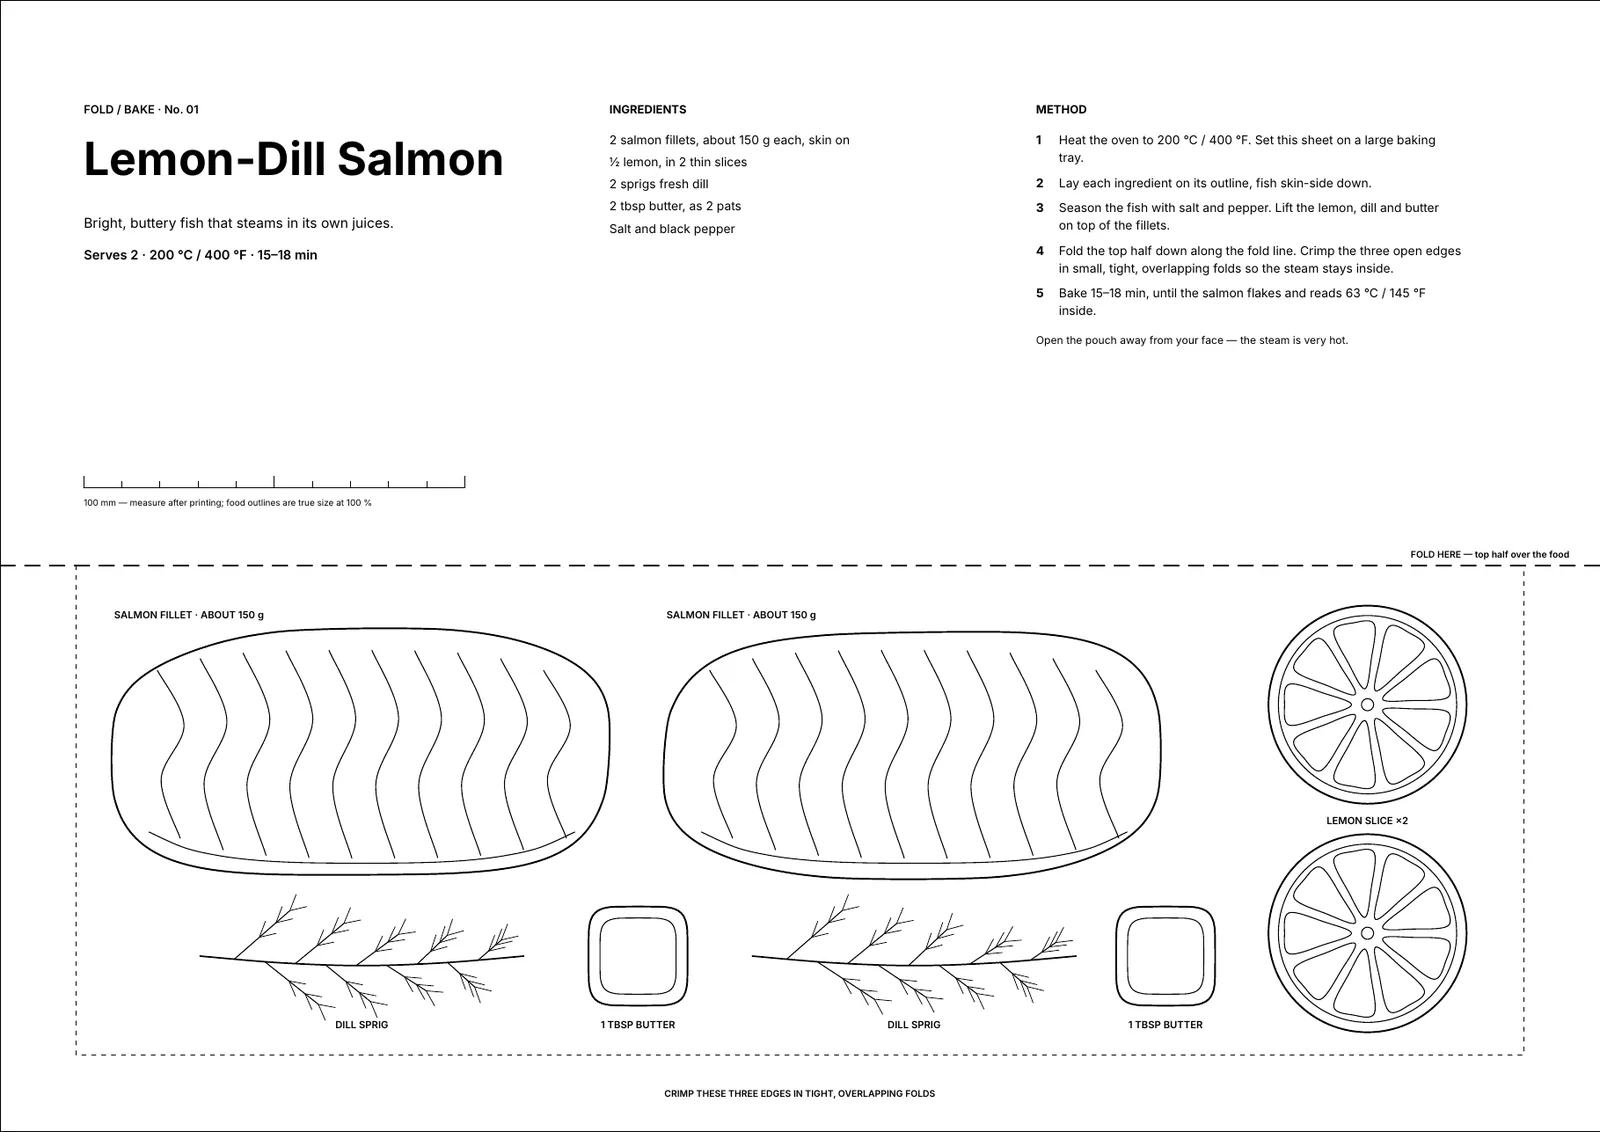 FOLD / BAKE · No. 01
Lemon-Dill Salmon
Bright, buttery fish that steams in its own juices.
Serves 2 · 200 °C / 400 °F · 15–18 min
INGREDIENTS
2 salmon fillets, about 150 g each, skin on
½ lemon, in 2 thin slices
2 sprigs fresh dill
2 tbsp butter, as 2 pats
Salt and black pepper
METHOD
1 Heat the oven to 200 °C / 400 °F. Set this sheet on a large baking
tray.
2 Lay each ingredient on its outline, fish skin-side down.
3 Season the fish with salt and pepper. Lift the lemon, dill and butter
on top of the fillets.
4 Fold the top half down along the fold line. Crimp the three open edges
in small, tight, overlapping folds so the steam stays inside.
5 Bake 15–18 min, until the salmon flakes and reads 63 °C / 145 °F
inside.
Open the pouch away from your face — the steam is very hot.
100 mm — measure after printing; food outlines are true size at 100 %
FOLD HERE — top half over the food
SALMON FILLET · ABOUT 150 g
SALMON FILLET · ABOUT 150 g
LEMON SLICE ×2
DILL SPRIG
1 TBSP BUTTER
DILL SPRIG
1 TBSP BUTTER
CRIMP THESE THREE EDGES IN TIGHT, OVERLAPPING FOLDS